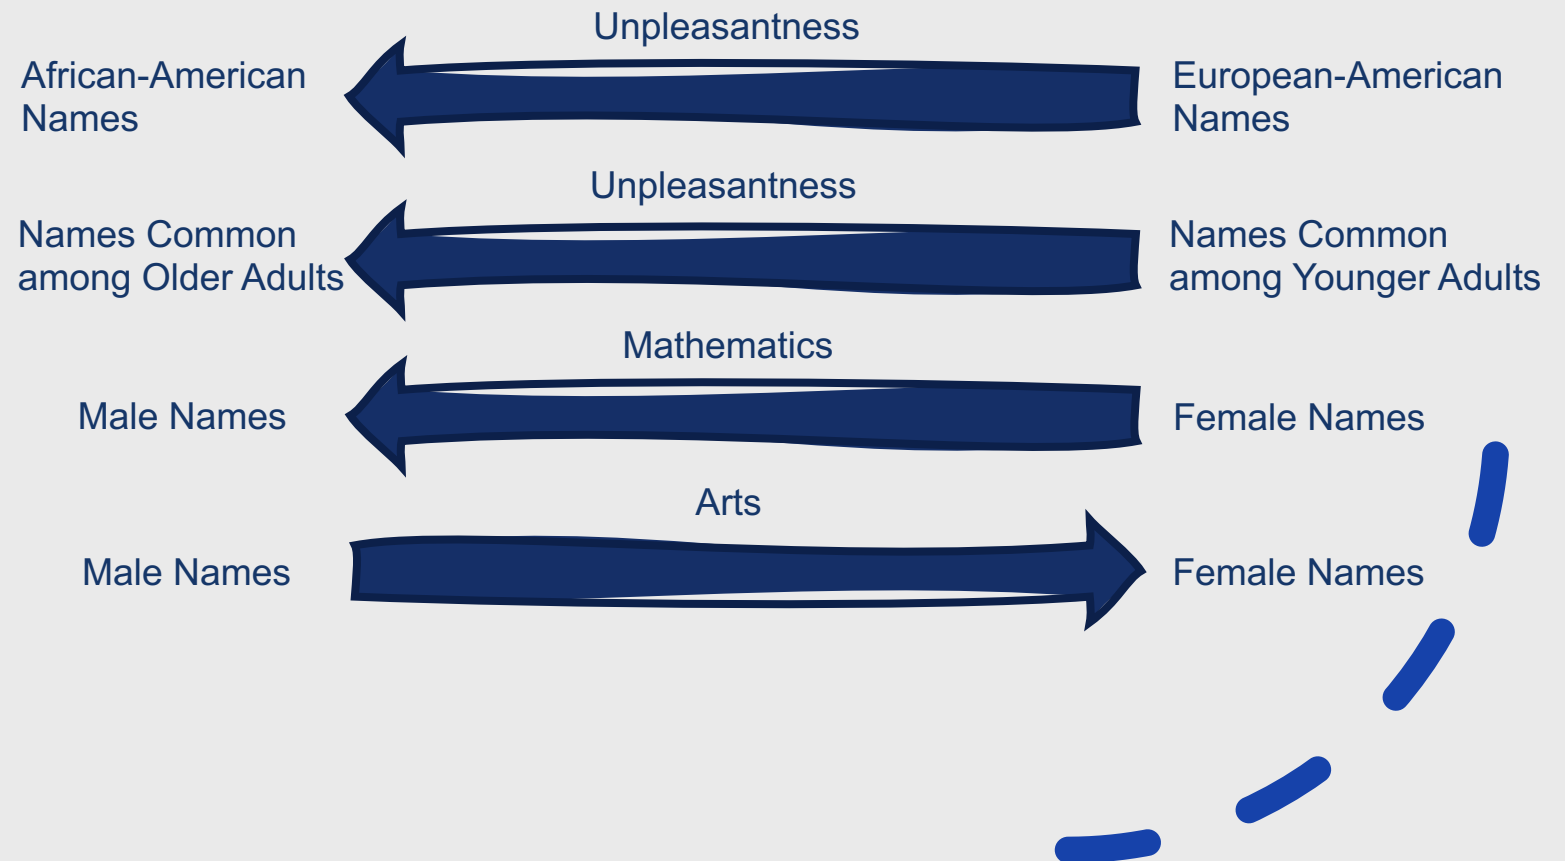 Unpleasantness
African-American
Names
European-American
Names
Unpleasantness
Names Common
among Older Adults
Names Common
among Younger Adults
Mathematics
Male Names
Female Names
Arts
Male Names
Female Names